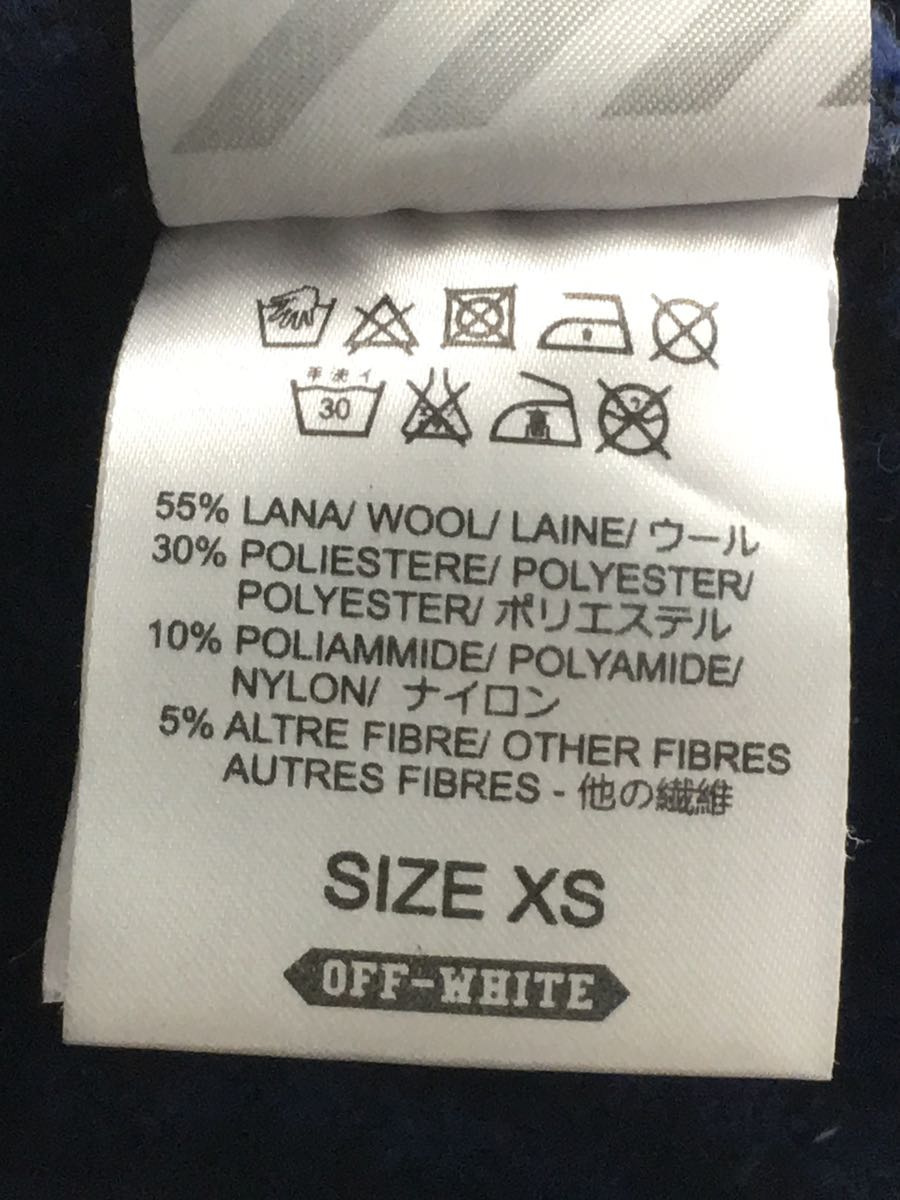 手洗イ
30
55% LANA/ WOOL/ LAINE/ ウール
30% POLIESTERE/ POLYESTER/
POLYESTER/ ポリエステル
10% POLIAMMIDE/ POLYAMIDE/
NYLON/ ナイロン
5% ALTRE FIBRE/ OTHER FIBRES
AUTRES FIBRES - 他の繊維
SIZE XS
OFF-WHITE